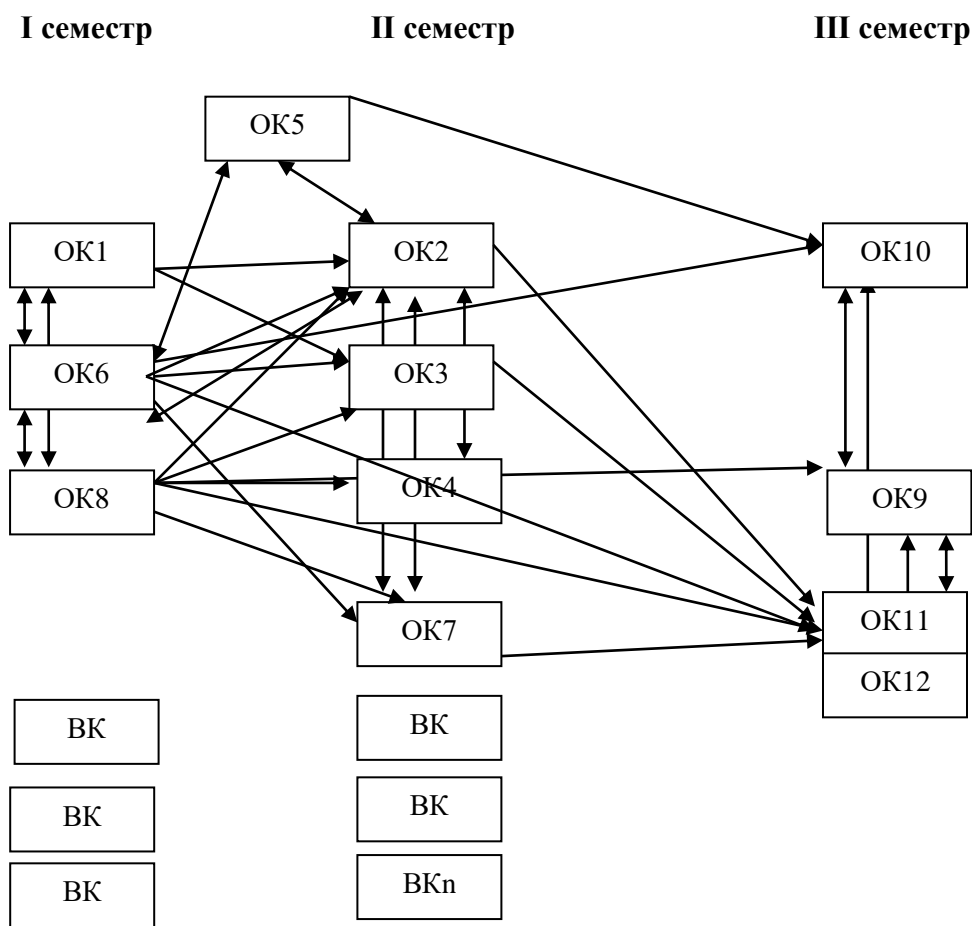 I семестр
II семестр
III семестр
ОК5
ОК1
ОК2
ОК10
ОК6
ОК3
ОК8
ОК4
ОК9
ОК7
ОК11
ОК12
ВК
ВК
ВК
ВК
ВК
ВКn